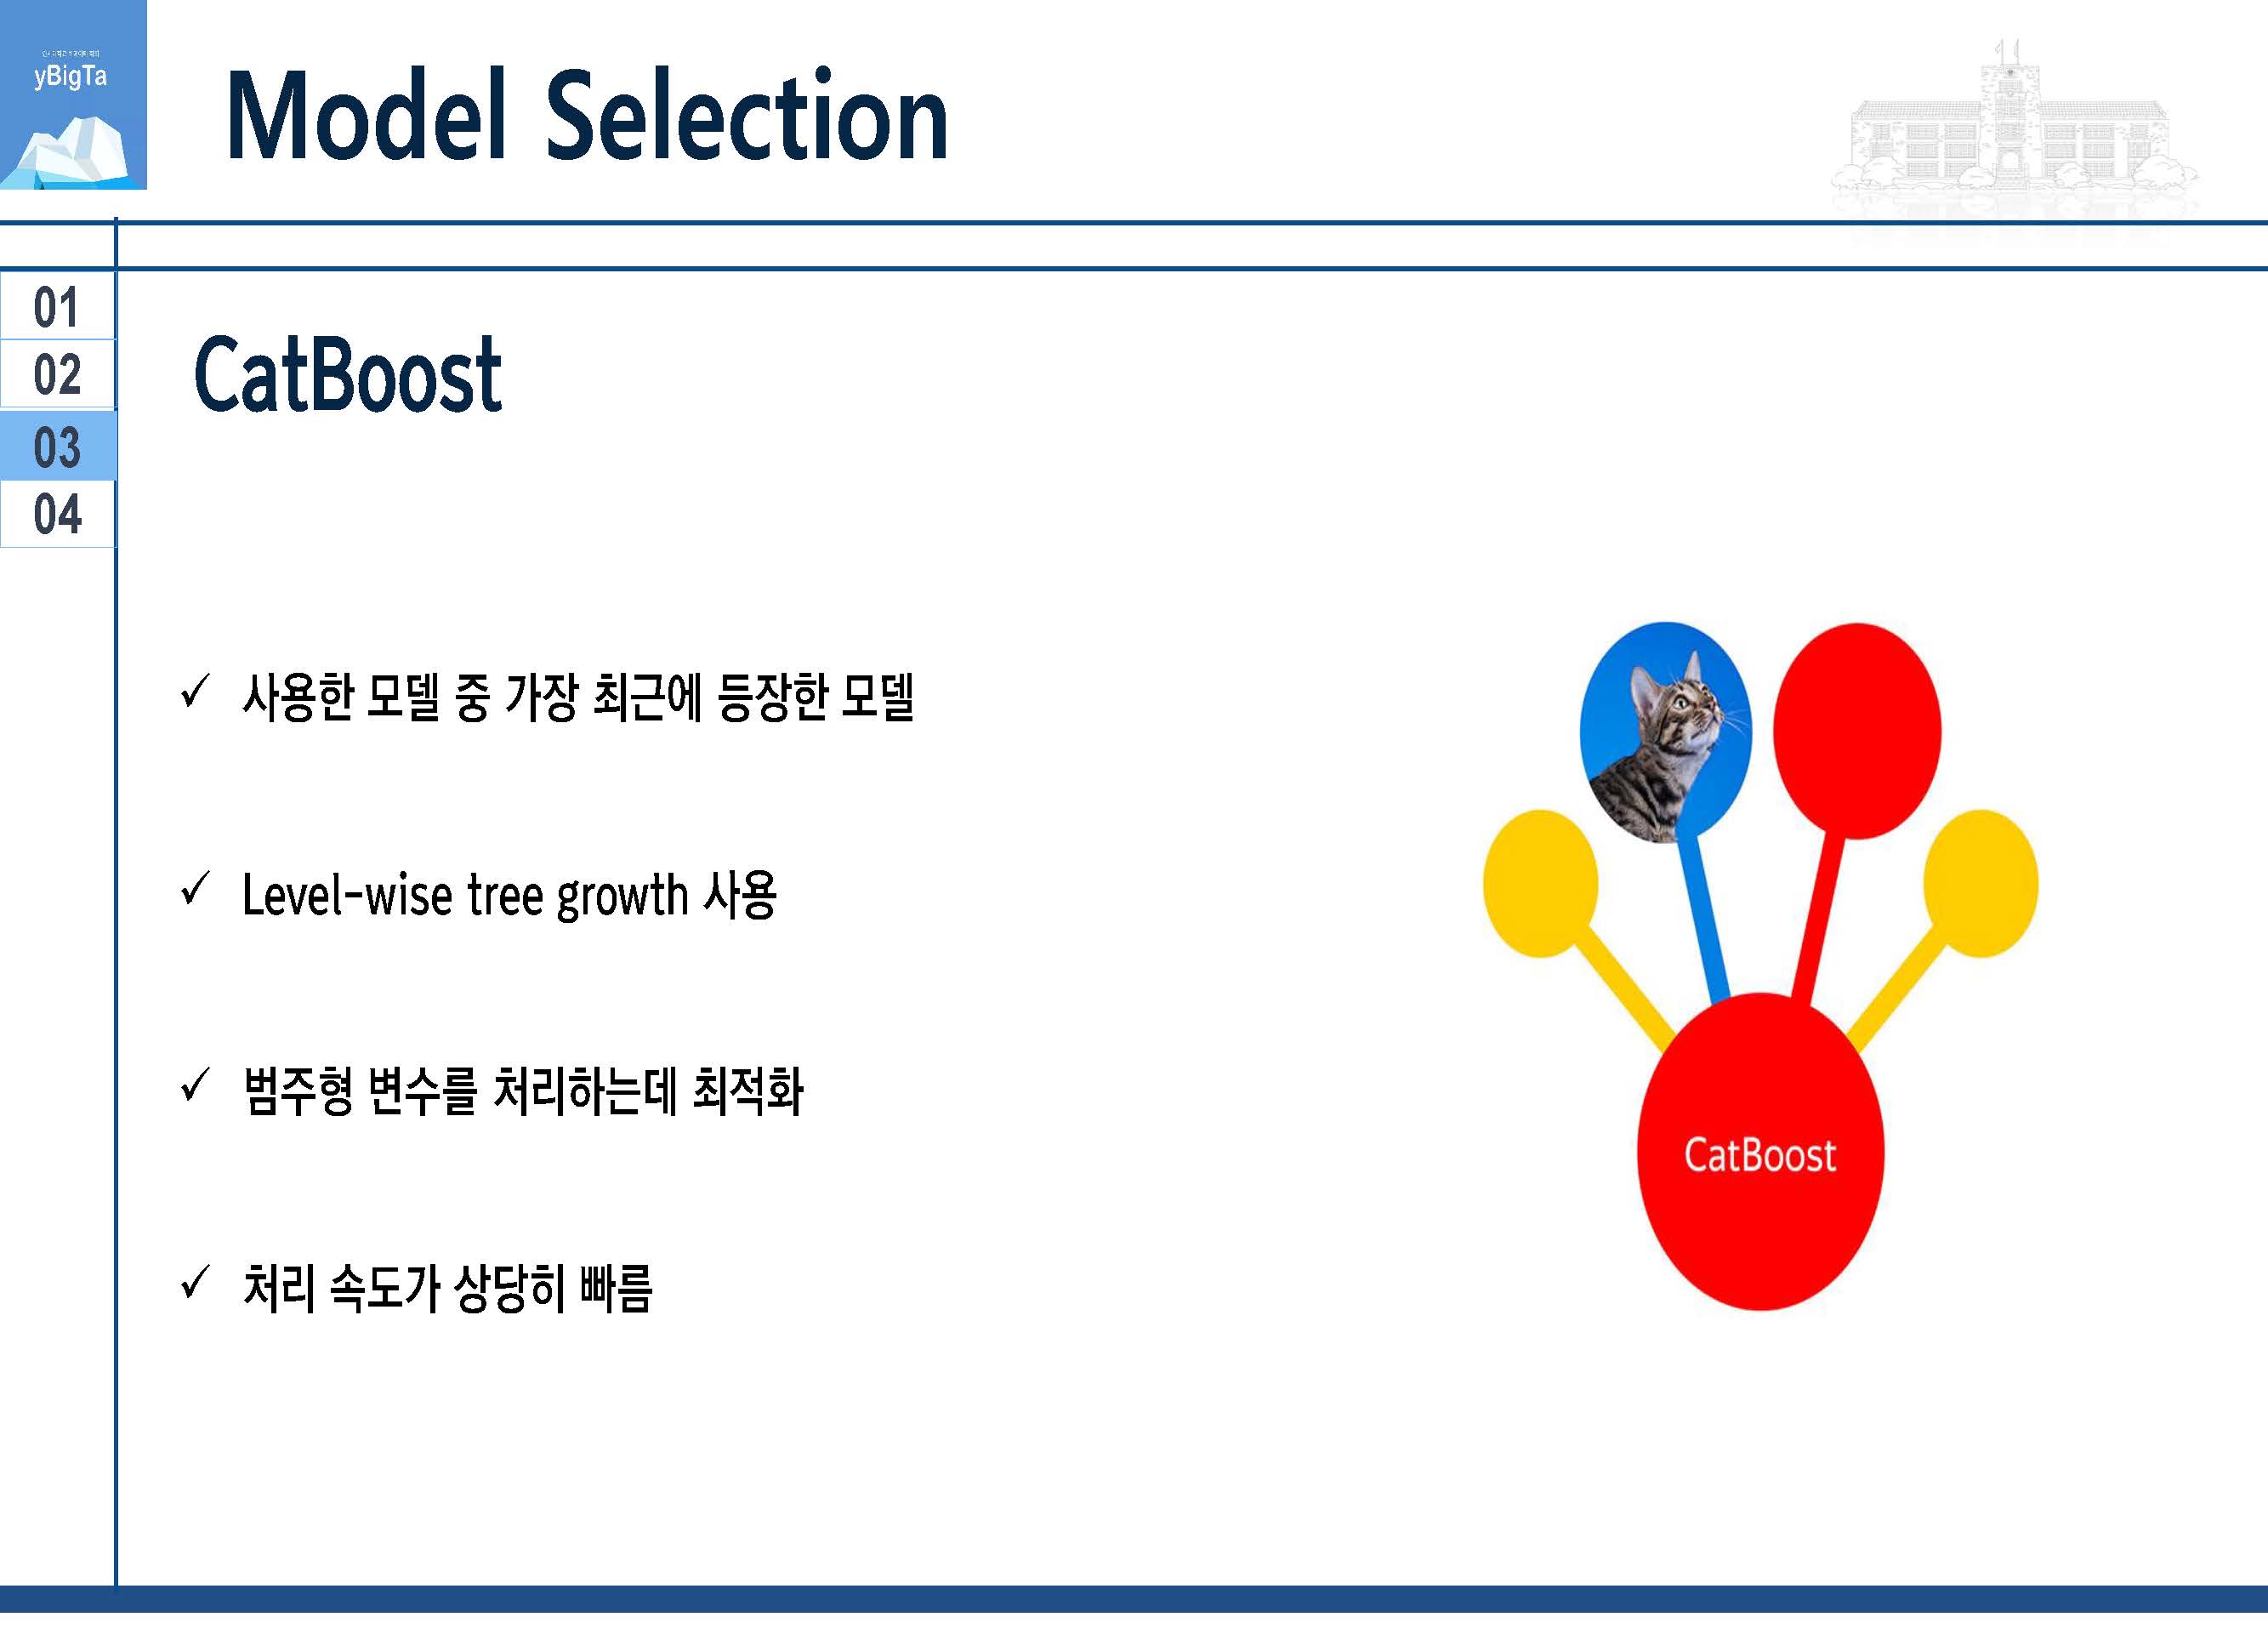 yBigTa
Model Selection
01
02
03
04
CatBoost
✓ 사용한 모델 중 가장 최근에 등장한 모델
✓ Level-wise tree growth 사용
✓ 범주형 변수를 처리하는데 최적화
✓ 처리 속도가 상당히 빠름
CatBoost